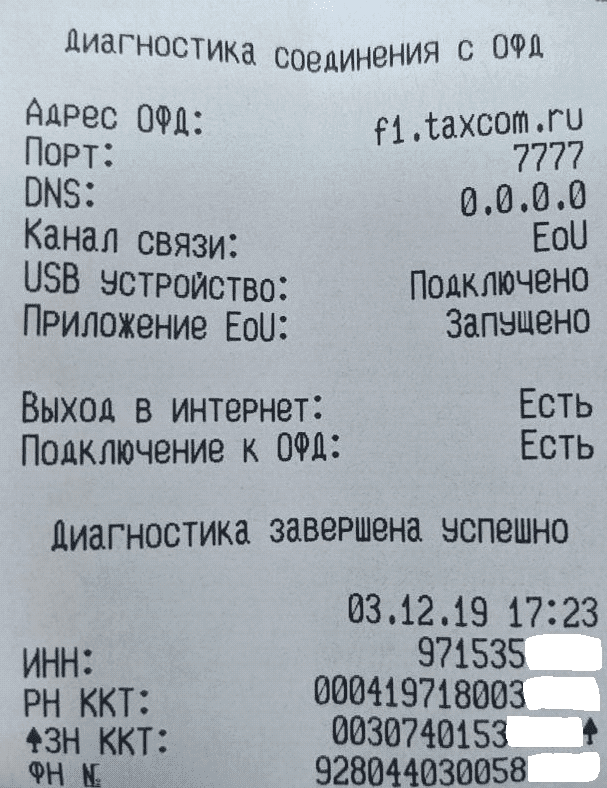 Диагностика соединения с ОФД
Адрес ОФД: f1.taxcom.ru
Порт: 7777
DNS: 0.0.0.0
Канал связи: EoU
USB устройство: Подключено
Приложение EoU: Запущено
Выход в интернет: Есть
Подключение к ОФД: Есть
Диагностика завершена успешно
03.12.19 17:23
ИНН: 971535
РН ККТ: 000419718003
ЗН ККТ: 0030740153
ФН № 928044030058